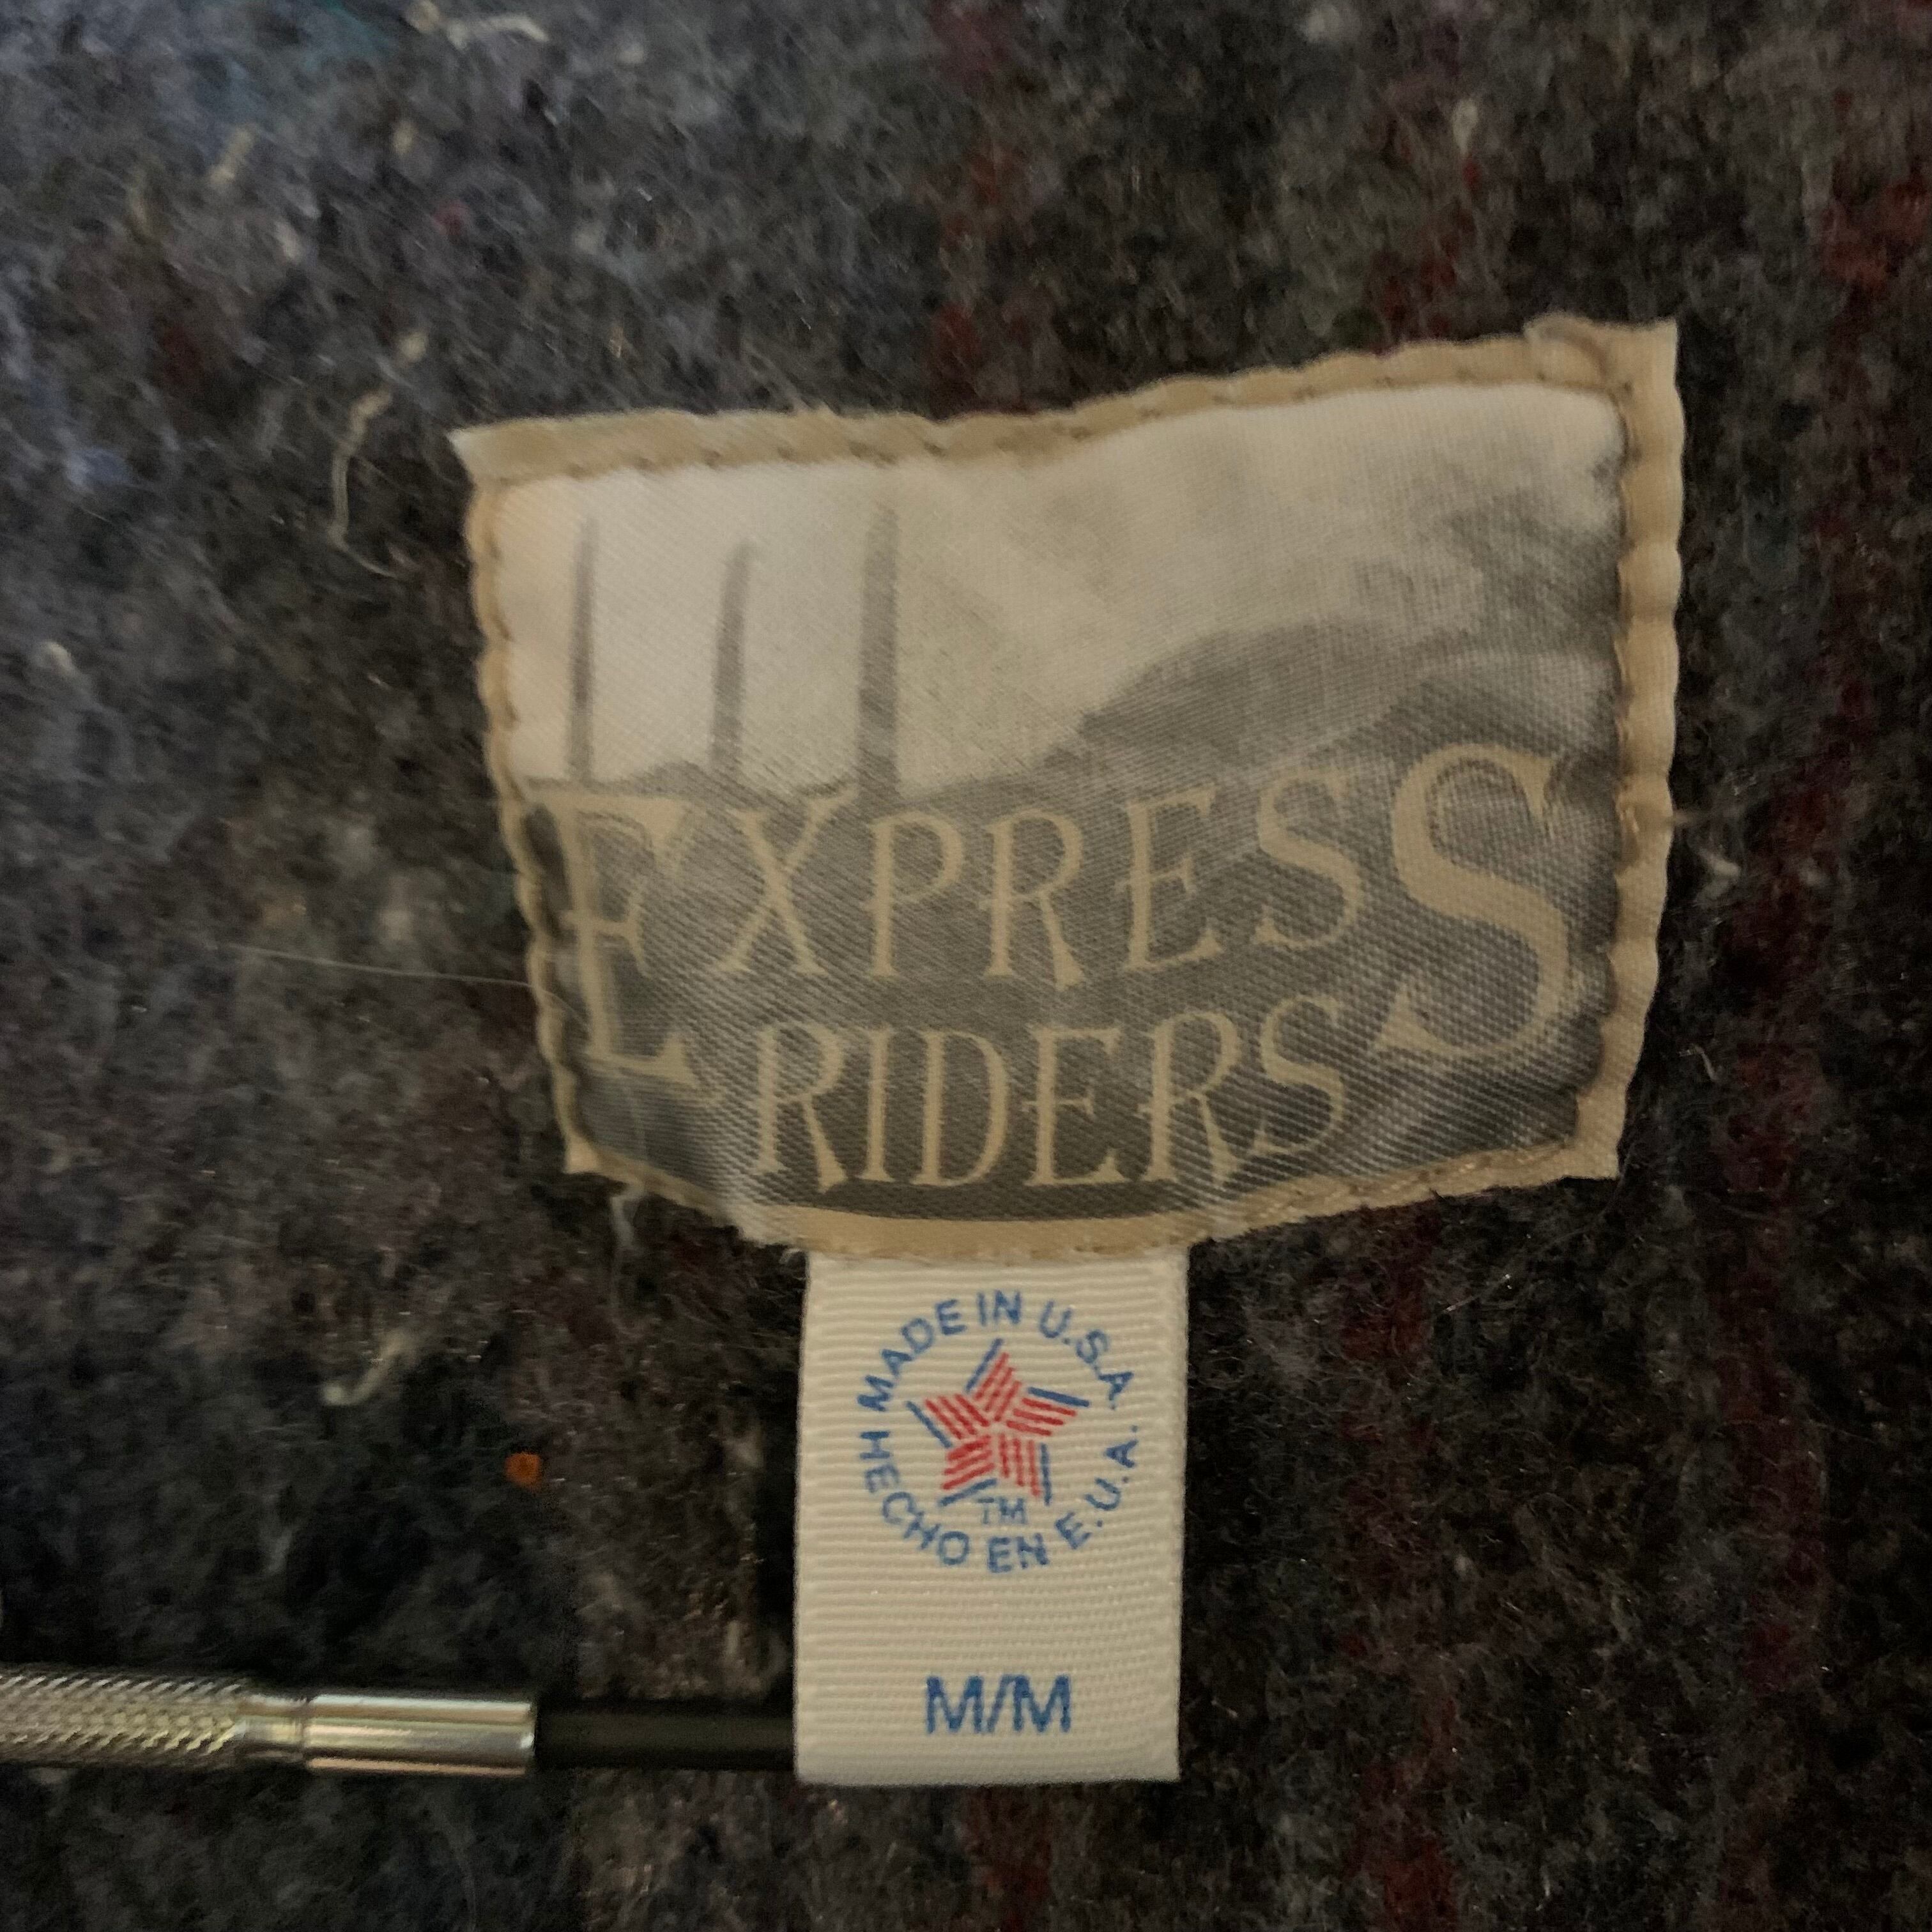 EXPRESS
RIDERS
MADE IN U.S.A.
HECHO EN E.U.A.
TM
M/M